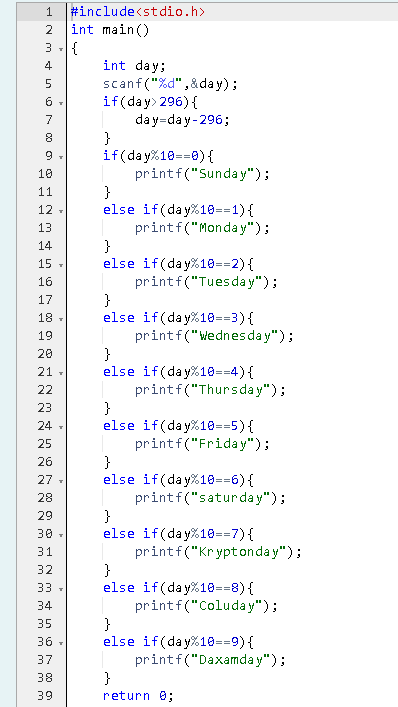 1 #include<stdio.h>
2 int main()
3 {
4 int day;
5 scanf("%d",&day);
6 if(day>296){
7 day=day-296;
8 }
9 if(day%10==0){
10 printf("Sunday");
11 }
12 else if(day%10==1){
13 printf("Monday");
14 }
15 else if(day%10==2){
16 printf("Tuesday");
17 }
18 else if(day%10==3){
19 printf("Wednesday");
20 }
21 else if(day%10==4){
22 printf("Thursday");
23 }
24 else if(day%10==5){
25 printf("Friday");
26 }
27 else if(day%10==6){
28 printf("saturday");
29 }
30 else if(day%10==7){
31 printf("Kryptonday");
32 }
33 else if(day%10==8){
34 printf("Coluday");
35 }
36 else if(day%10==9){
37 printf("Daxamday");
38 }
39 return 0;